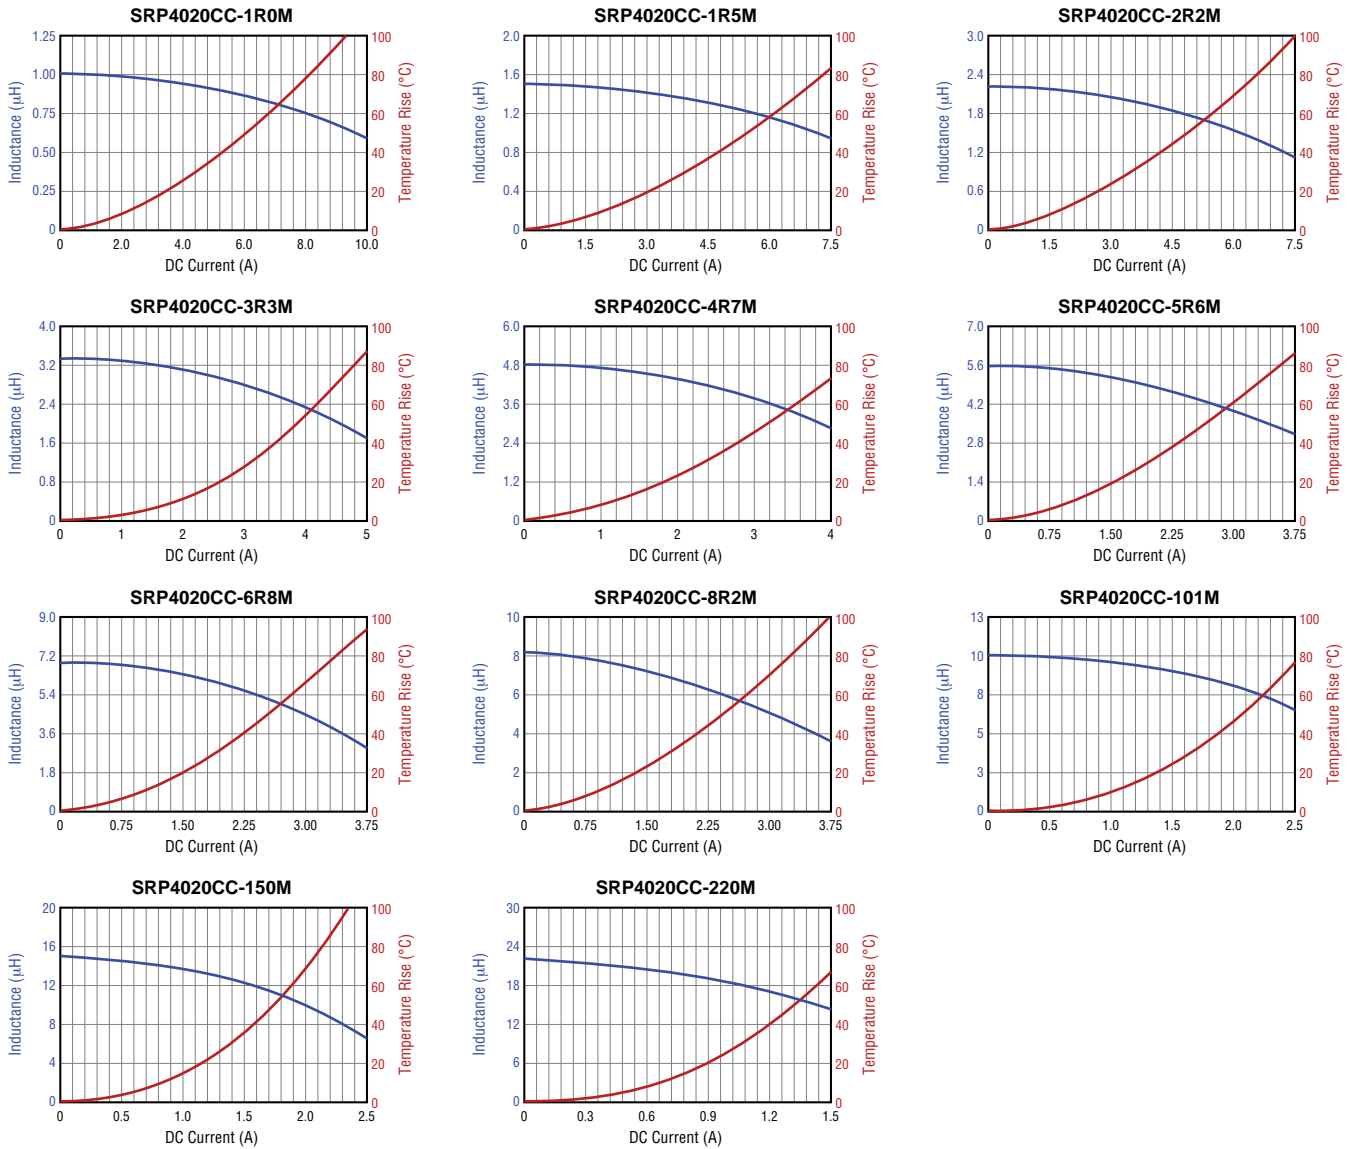 SRP4020CC-1R0M
1.25
1.00
0.75
0.50
0.25
0
Inductance (µH)
100
80
60
40
20
0
Temperature Rise (°C)
0 2.0 4.0 6.0 8.0 10.0
DC Current (A)
SRP4020CC-1R5M
2.0
1.6
1.2
0.8
0.4
0
Inductance (µH)
100
80
60
40
20
0
Temperature Rise (°C)
0 1.5 3.0 4.5 6.0 7.5
DC Current (A)
SRP4020CC-2R2M
3.0
2.4
1.8
1.2
0.6
0
Inductance (µH)
100
80
60
40
20
0
Temperature Rise (°C)
0 1.5 3.0 4.5 6.0 7.5
DC Current (A)
SRP4020CC-3R3M
4.0
3.2
2.4
1.6
0.8
0
Inductance (µH)
100
80
60
40
20
0
Temperature Rise (°C)
0 1 2 3 4 5
DC Current (A)
SRP4020CC-4R7M
6.0
4.8
3.6
2.4
1.2
0
Inductance (µH)
100
80
60
40
20
0
Temperature Rise (°C)
0 1 2 3 4
DC Current (A)
SRP4020CC-5R6M
7.0
5.6
4.2
2.8
1.4
0
Inductance (µH)
100
80
60
40
20
0
Temperature Rise (°C)
0 0.75 1.50 2.25 3.00 3.75
DC Current (A)
SRP4020CC-6R8M
9.0
7.2
5.4
3.6
1.8
0
Inductance (µH)
100
80
60
40
20
0
Temperature Rise (°C)
0 0.75 1.50 2.25 3.00 3.75
DC Current (A)
SRP4020CC-8R2M
10
8
6
4
2
0
Inductance (µH)
100
80
60
40
20
0
Temperature Rise (°C)
0 0.75 1.50 2.25 3.00 3.75
DC Current (A)
SRP4020CC-101M
13
10
8
5
3
0
Inductance (µH)
100
80
60
40
20
0
Temperature Rise (°C)
0 0.5 1.0 1.5 2.0 2.5
DC Current (A)
SRP4020CC-150M
20
16
12
8
4
0
Inductance (µH)
100
80
60
40
20
0
Temperature Rise (°C)
0 0.5 1.0 1.5 2.0 2.5
DC Current (A)
SRP4020CC-220M
30
24
18
12
6
0
Inductance (µH)
100
80
60
40
20
0
Temperature Rise (°C)
0 0.3 0.6 0.9 1.2 1.5
DC Current (A)